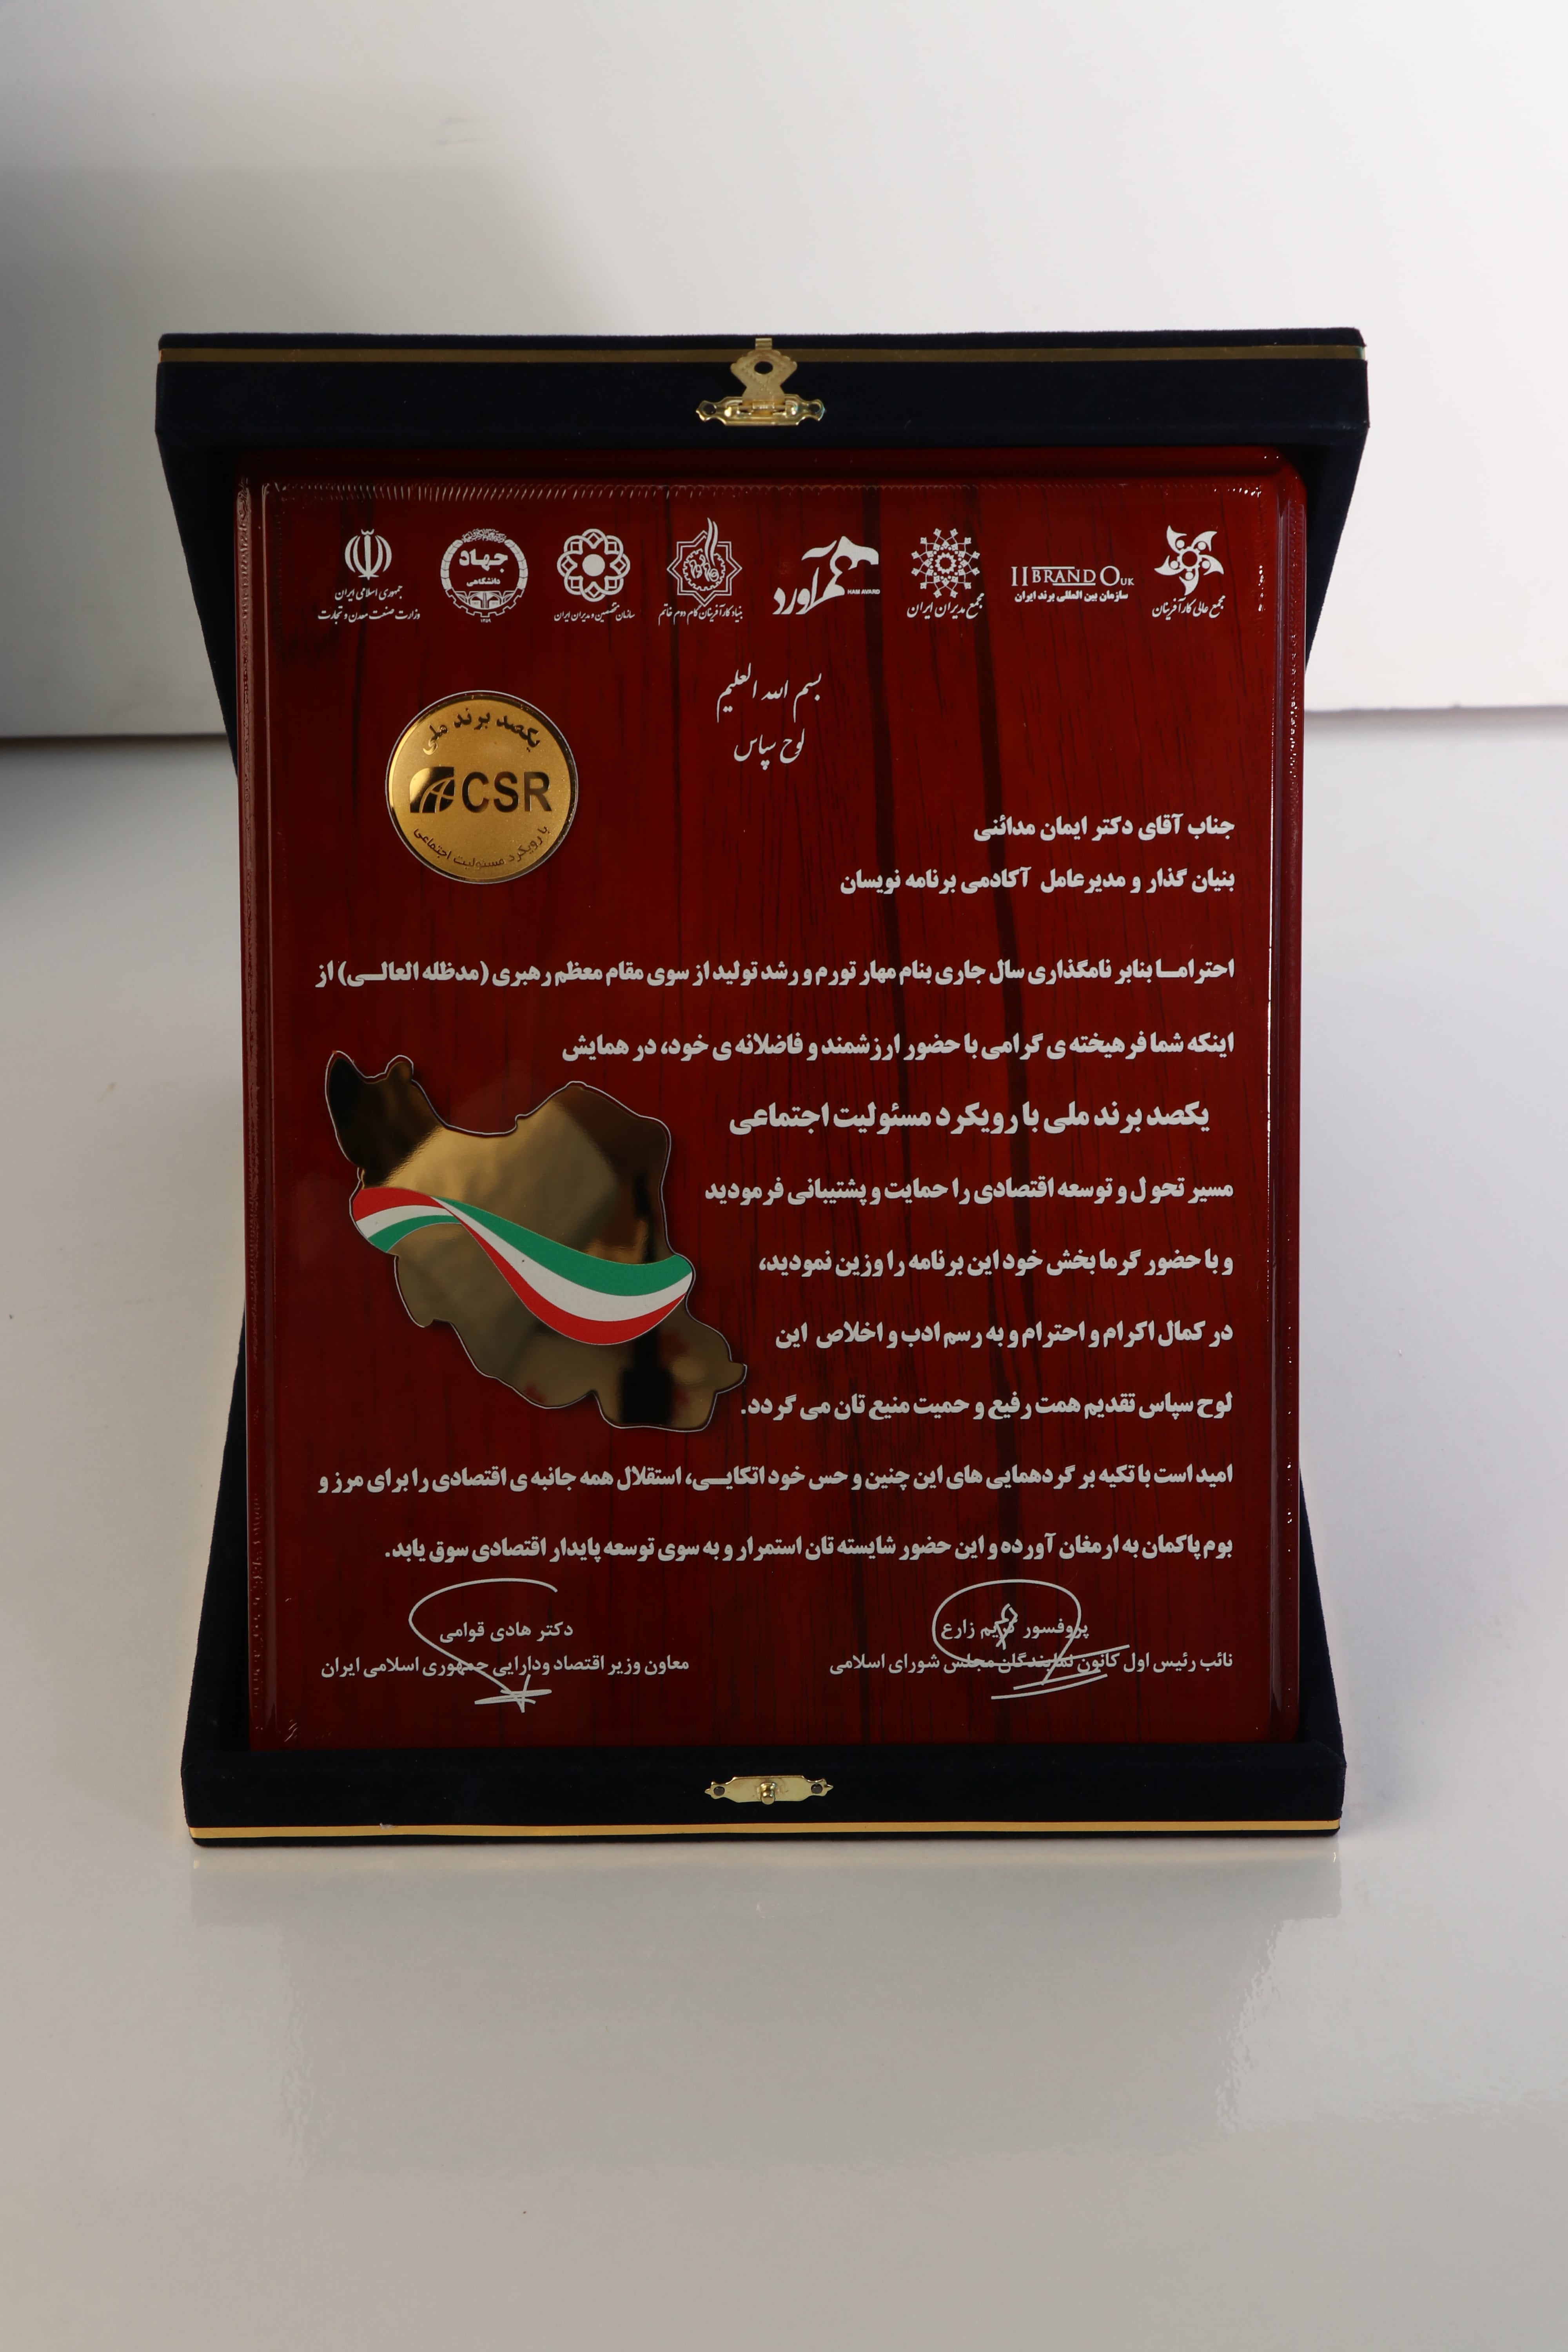 جمهوری اسلامی ایران
وزارت صنعت معدن و تجارت
جهاد
دانشگاهی
۱۳۵۹
سازمان متخصصین و مدیران ایران
بنیاد کارآفرینان گام دوم خاتم
هم آورد
HAM AWARD
مجمع مدیران ایران
IIBRANDO UK
سازمان بین المللی برند ایران
مجمع عالی کارآفرینان
بسم الله العلیم
لوح سپاس
یکصد برند ملی
CSR
با رویکرد مسئولیت اجتماعی
جناب آقای دکتر ایمان مدائنی
بنیان گذار و مدیرعامل آکادمی برنامه نویسان
احترامـا بنابر نامگذاری سال جاری بنام مهار تورم و رشد تولید از سوی مقام معظم رهبری (مدظله العالـی) از
اینکه شما فرهیخته ی گرامی با حضور ارزشمند و فاضلانه ی خود، در همایش
یکصد برند ملی با رویکرد مسئولیت اجتماعی
مسیر تحول و توسعه اقتصادی را حمایت و پشتیبانی فرمودید
و با حضور گرما بخش خود این برنامه را وزین نمودید،
در کمال اکرام و احترام و به رسم ادب و اخلاص این
لوح سپاس تقدیم همت رفیع و حمیت منیع تان می گردد.
امید است با تکیه بر گردهمایی های این چنین و حس خود اتکایـی، استقلال همه جانبه ی اقتصادی را برای مرز و
بوم پاکمان به ارمغان آورده و این حضور شایسته تان استمرار و به سوی توسعه پایدار اقتصادی سوق یابد.
پروفسور کریم زارع
نائب رئیس اول کانون نمایندگان مجلس شورای اسلامی
دکتر هادی قوامی
معاون وزیر اقتصاد ودارایی جمهوری اسلامی ایران